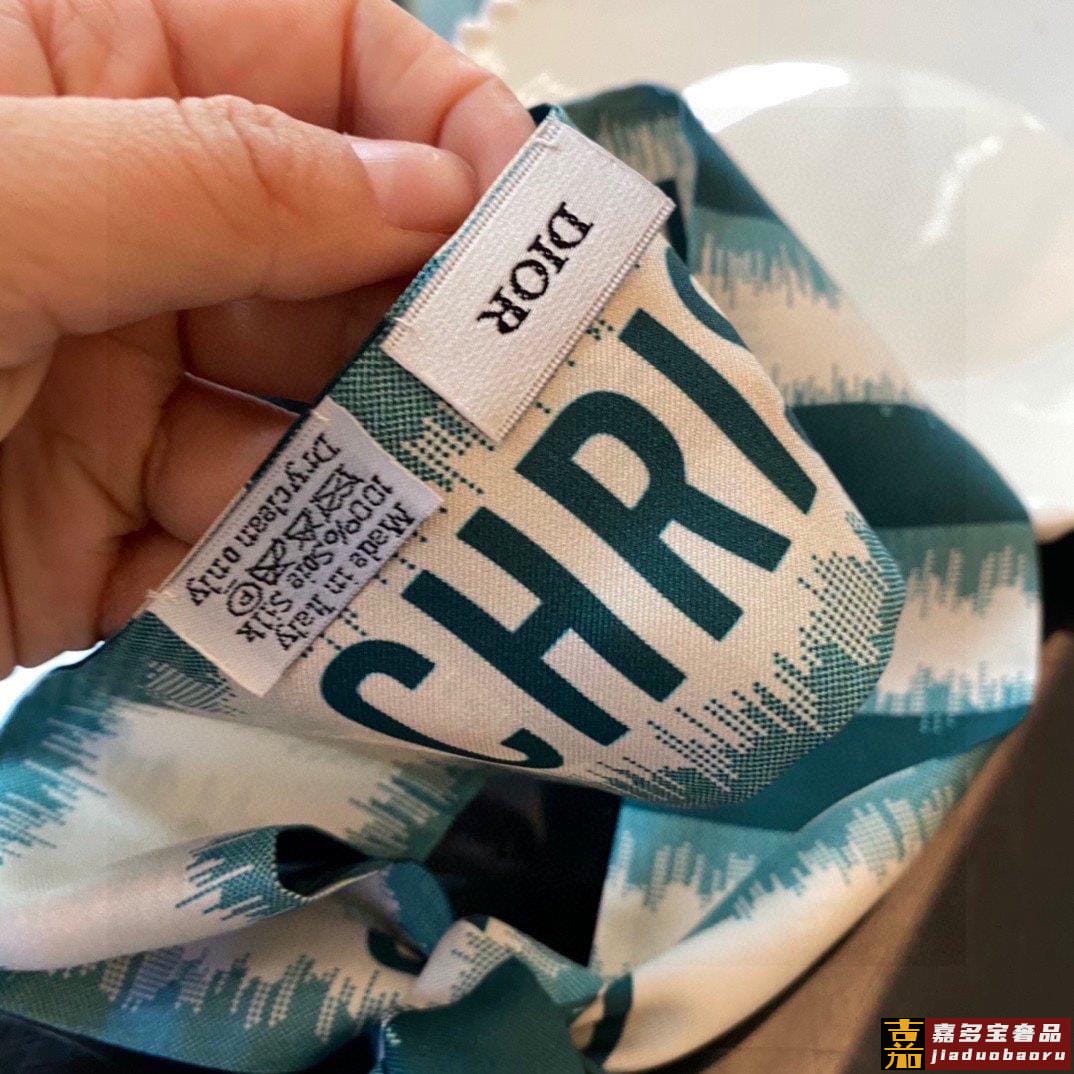 DIOR
Made in Italy
100%Soie Silk
Dry clean only
CHRI
嘉多宝奢品
jiaduobaoru